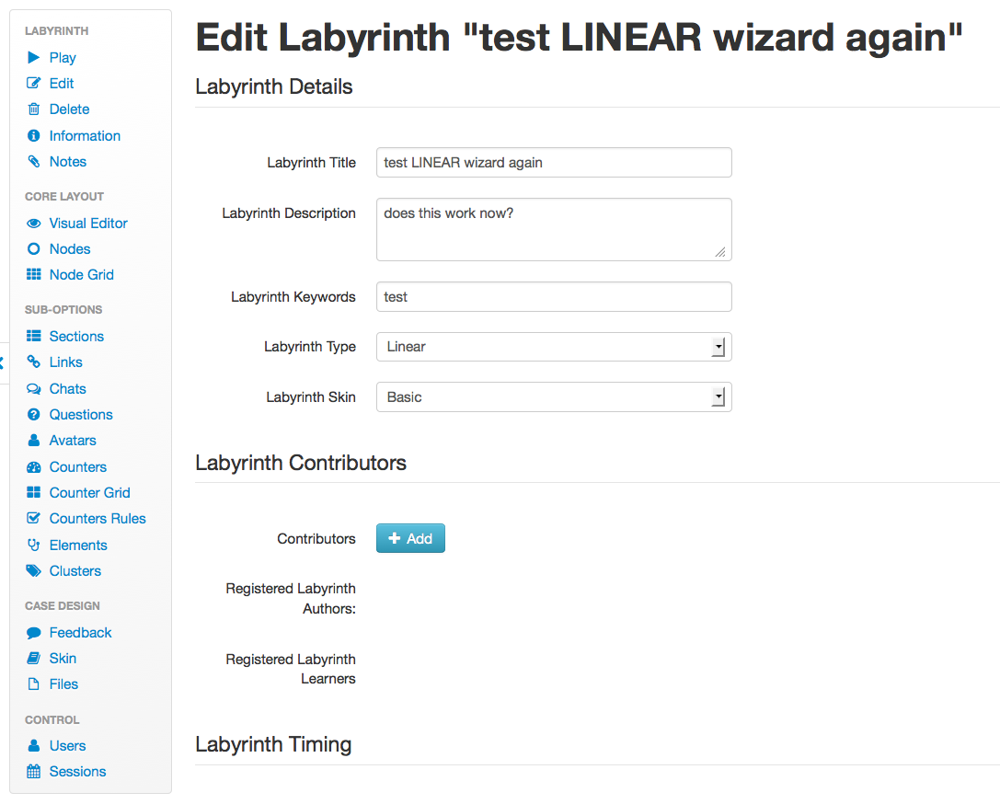 LABYRINTH
Play
Edit
Delete
Information
Notes
CORE LAYOUT
Visual Editor
Nodes
Node Grid
SUB-OPTIONS
Sections
Links
Chats
Questions
Avatars
Counters
Counter Grid
Counters Rules
Elements
Clusters
CASE DESIGN
Feedback
Skin
Files
CONTROL
Users
Sessions
Edit Labyrinth "test LINEAR wizard again"
Labyrinth Details
Labyrinth Title test LINEAR wizard again
Labyrinth Description does this work now?
Labyrinth Keywords test
Labyrinth Type Linear
Labyrinth Skin Basic
Labyrinth Contributors
Contributors Add
Registered Labyrinth
Authors:
Registered Labyrinth
Learners
Labyrinth Timing